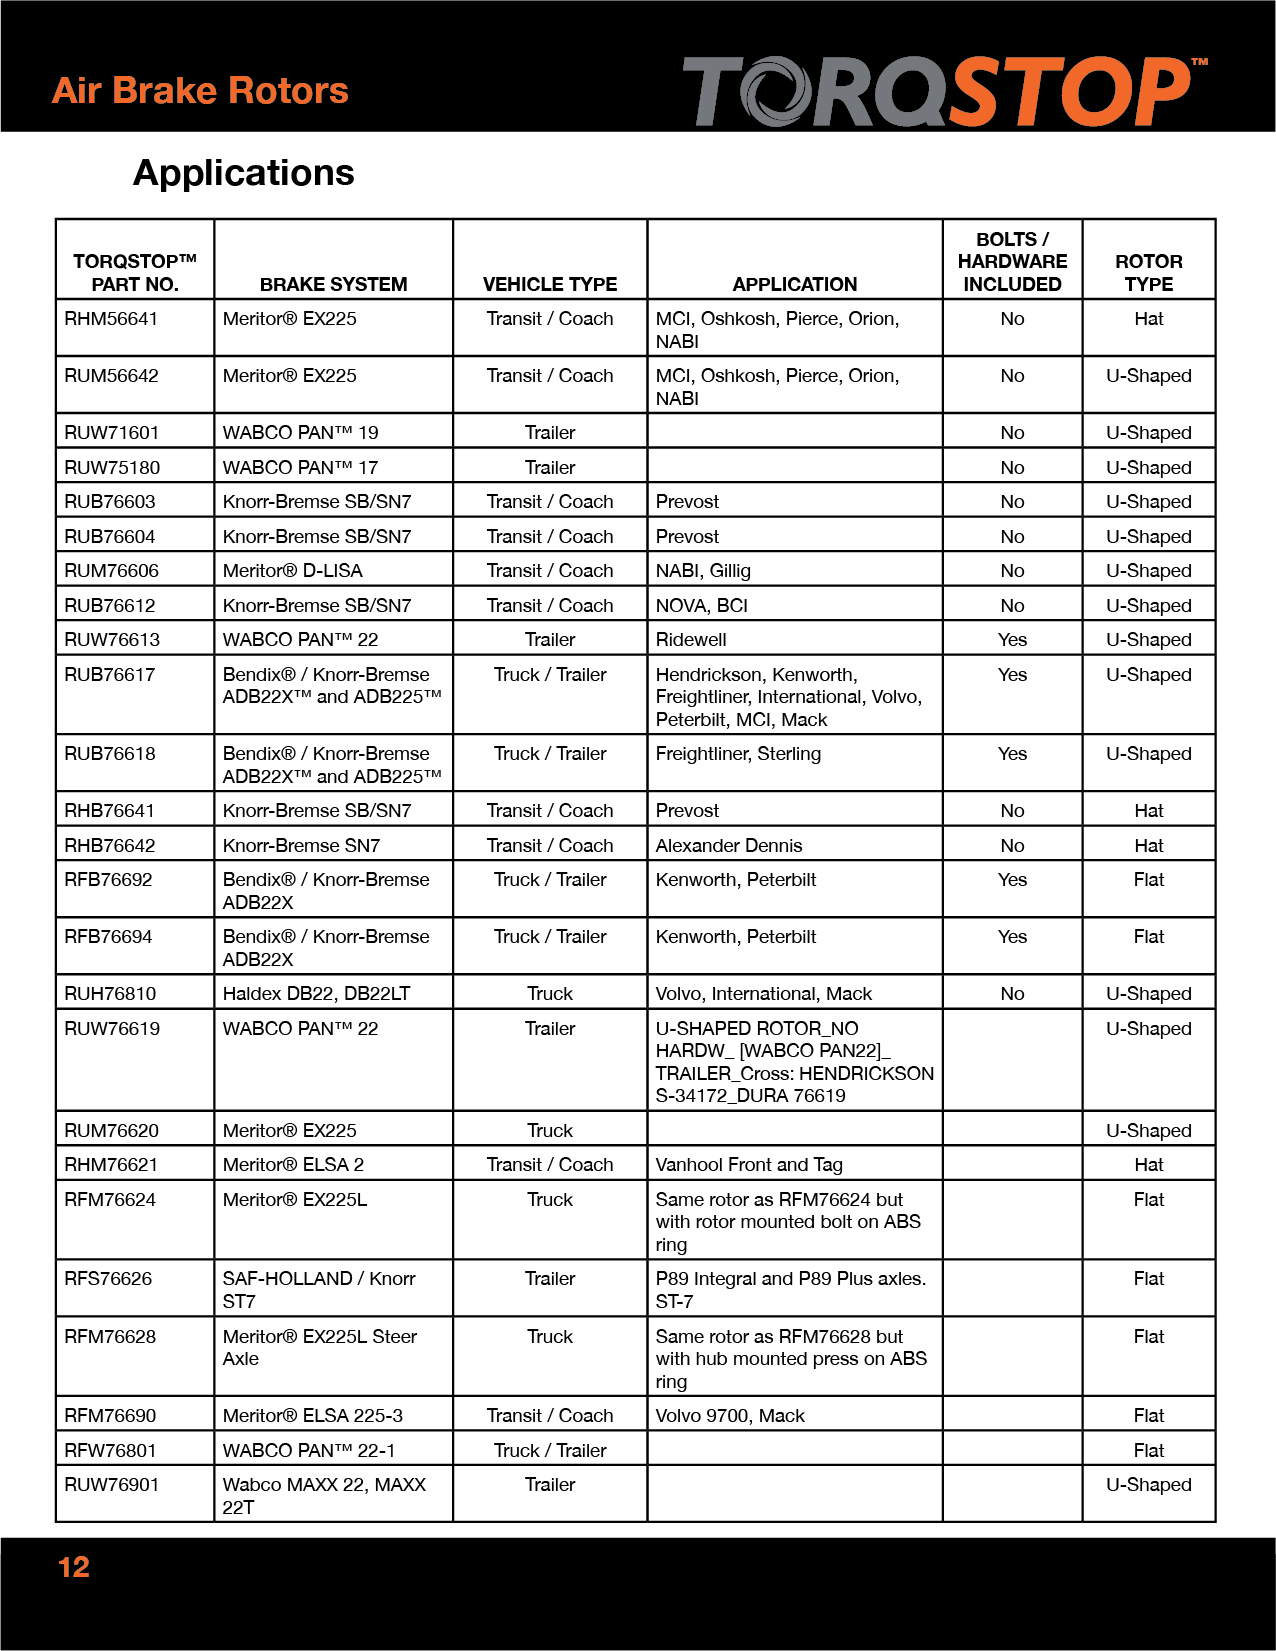 Air Brake Rotors
TORQSTOP™
Applications
TORQSTOP™ PART NO. | BRAKE SYSTEM | VEHICLE TYPE | APPLICATION | BOLTS / HARDWARE INCLUDED | ROTOR TYPE
RHM56641 | Meritor® EX225 | Transit / Coach | MCI, Oshkosh, Pierce, Orion, NABI | No | Hat
RUM56642 | Meritor® EX225 | Transit / Coach | MCI, Oshkosh, Pierce, Orion, NABI | No | U-Shaped
RUW71601 | WABCO PAN™ 19 | Trailer | | No | U-Shaped
RUW75180 | WABCO PAN™ 17 | Trailer | | No | U-Shaped
RUB76603 | Knorr-Bremse SB/SN7 | Transit / Coach | Prevost | No | U-Shaped
RUB76604 | Knorr-Bremse SB/SN7 | Transit / Coach | Prevost | No | U-Shaped
RUM76606 | Meritor® D-LISA | Transit / Coach | NABI, Gillig | No | U-Shaped
RUB76612 | Knorr-Bremse SB/SN7 | Transit / Coach | NOVA, BCI | No | U-Shaped
RUW76613 | WABCO PAN™ 22 | Trailer | Ridewell | Yes | U-Shaped
RUB76617 | Bendix® / Knorr-Bremse ADB22X™ and ADB225™ | Truck / Trailer | Hendrickson, Kenworth, Freightliner, International, Volvo, Peterbilt, MCI, Mack | Yes | U-Shaped
RUB76618 | Bendix® / Knorr-Bremse ADB22X™ and ADB225™ | Truck / Trailer | Freightliner, Sterling | Yes | U-Shaped
RHB76641 | Knorr-Bremse SB/SN7 | Transit / Coach | Prevost | No | Hat
RHB76642 | Knorr-Bremse SN7 | Transit / Coach | Alexander Dennis | No | Hat
RFB76692 | Bendix® / Knorr-Bremse ADB22X | Truck / Trailer | Kenworth, Peterbilt | Yes | Flat
RFB76694 | Bendix® / Knorr-Bremse ADB22X | Truck / Trailer | Kenworth, Peterbilt | Yes | Flat
RUH76810 | Haldex DB22, DB22LT | Truck | Volvo, International, Mack | No | U-Shaped
RUW76619 | WABCO PAN™ 22 | Trailer | U-SHAPED ROTOR_NO HARDW_ [WABCO PAN22]_ TRAILER_Cross: HENDRICKSON S-34172_DURA 76619 | | U-Shaped
RUM76620 | Meritor® EX225 | Truck | | | U-Shaped
RHM76621 | Meritor® ELSA 2 | Transit / Coach | Vanhool Front and Tag | | Hat
RFM76624 | Meritor® EX225L | Truck | Same rotor as RFM76624 but with rotor mounted bolt on ABS ring | | Flat
RFS76626 | SAF-HOLLAND / Knorr ST7 | Trailer | P89 Integral and P89 Plus axles. ST-7 | | Flat
RFM76628 | Meritor® EX225L Steer Axle | Truck | Same rotor as RFM76628 but with hub mounted press on ABS ring | | Flat
RFM76690 | Meritor® ELSA 225-3 | Transit / Coach | Volvo 9700, Mack | | Flat
RFW76801 | WABCO PAN™ 22-1 | Truck / Trailer | | | Flat
RUW76901 | Wabco MAXX 22, MAXX 22T | Trailer | | | U-Shaped
12